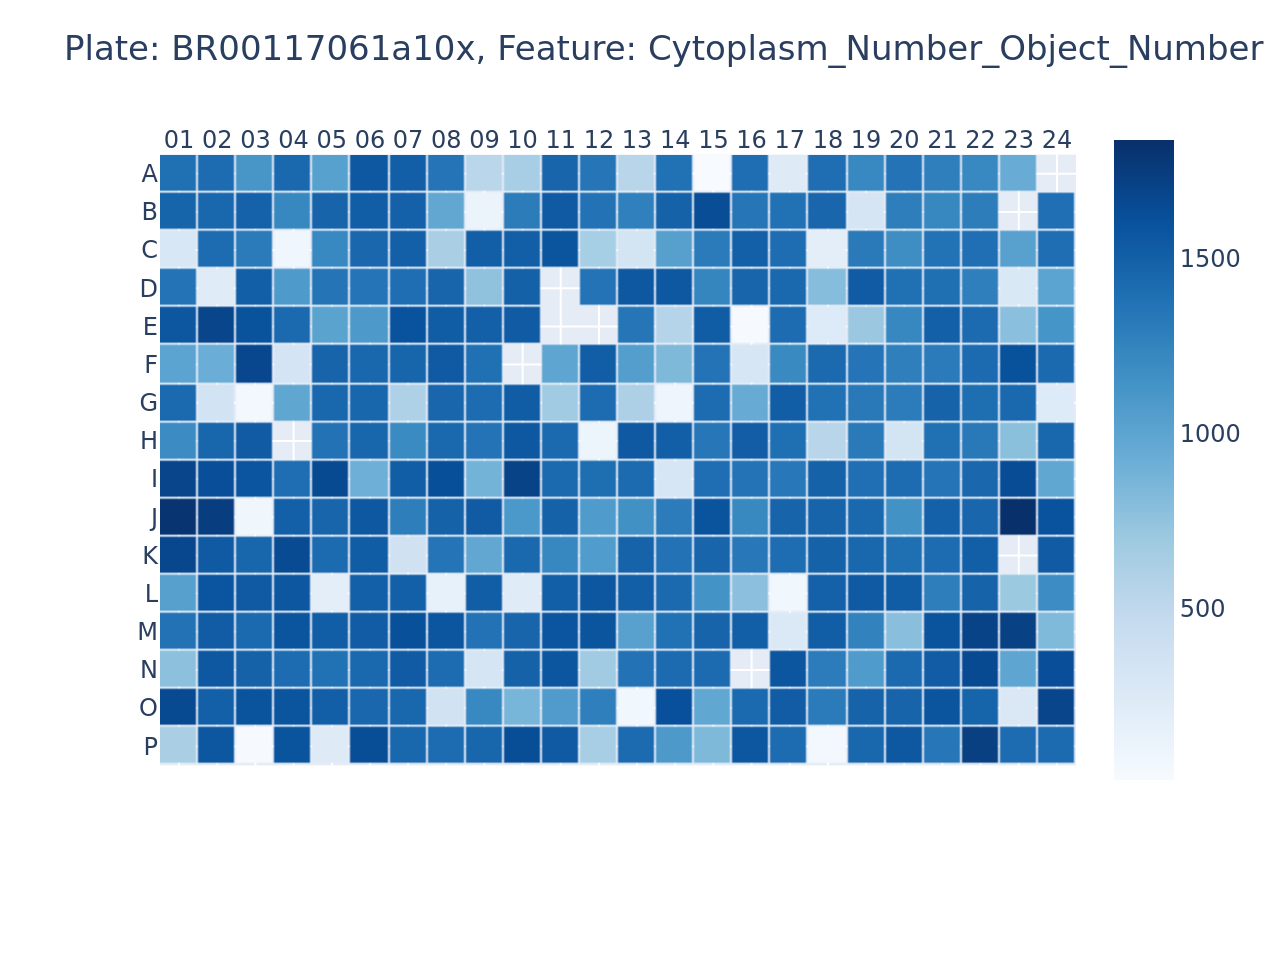 Plate: BR00117061a10x, Feature: Cytoplasm_Number_Object_Number
01 02 03 04 05 06 07 08 09 10 11 12 13 14 15 16 17 18 19 20 21 22 23 24
A
B
C
D
E
F
G
H
I
J
K
L
M
N
O
P
1500
1000
500